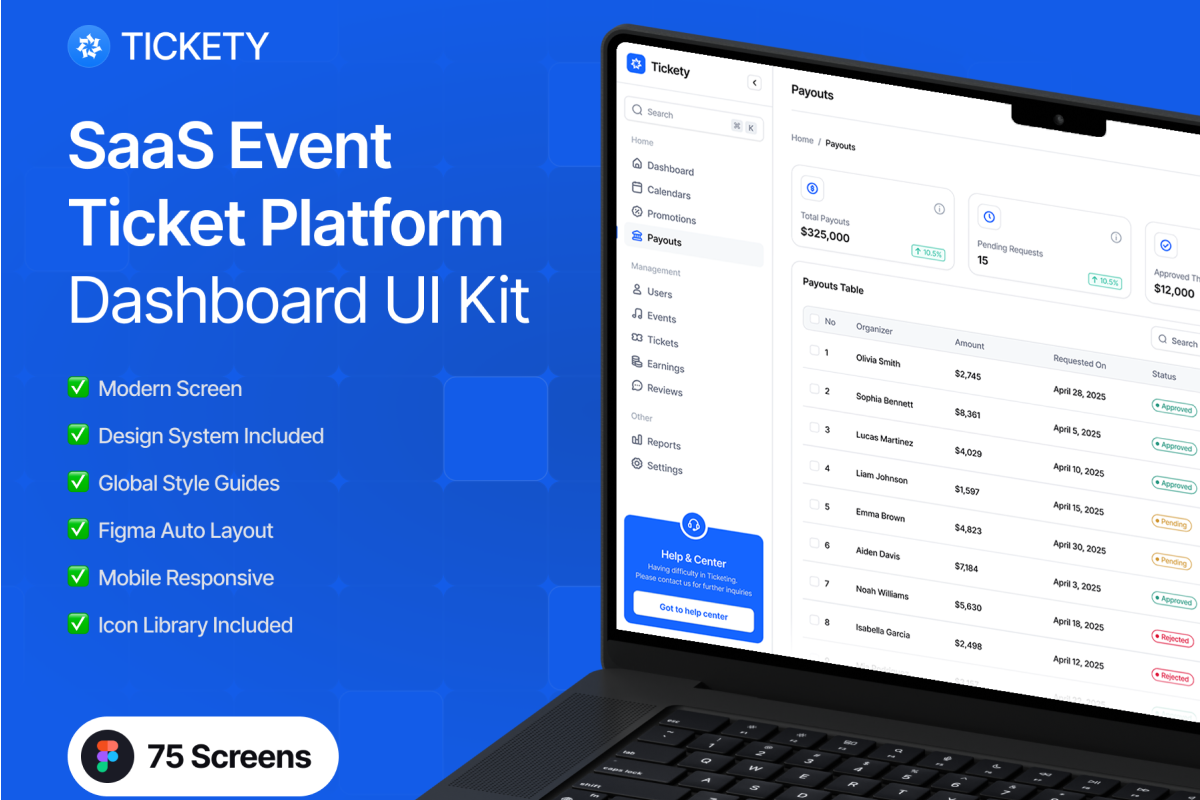 TICKETY
SaaS Event
Ticket Platform
Dashboard UI Kit
✅ Modern Screen
✅ Design System Included
✅ Global Style Guides
✅ Figma Auto Layout
✅ Mobile Responsive
✅ Icon Library Included
75 Screens
Tickety
Search ⌘ K
Home
Dashboard
Calendars
Promotions
Payouts
Management
Users
Events
Tickets
Earnings
Reviews
Other
Reports
Settings
Help & Center
Having difficulty in Ticketing.
Please contact us for further inquiries
Got to help center
Payouts
Home / Payouts
Total Payouts
$325,000
10.5%
Pending Requests
15
10.5%
Approved Th
$12,000
Payouts Table
Search
No Organizer Amount Requested On Status
1 Olivia Smith $2,745 April 28, 2025 Approved
2 Sophia Bennett $8,361 April 5, 2025 Approved
3 Lucas Martinez $4,029 April 10, 2025 Approved
4 Liam Johnson $1,597 April 15, 2025 Pending
5 Emma Brown $4,823 April 30, 2025 Pending
6 Aiden Davis $7,184 April 3, 2025 Approved
7 Noah Williams $5,630 April 18, 2025 Rejected
8 Isabella Garcia $2,498 April 12, 2025 Rejected
esc
tab Q W E R T Y
caps lock A S D F
shift
fn